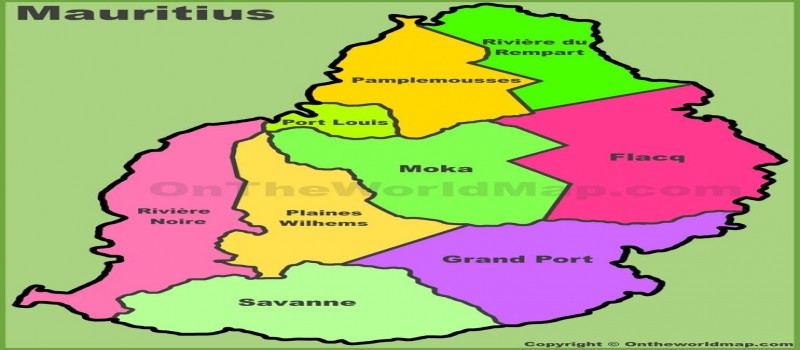 Mauritius
Rivière du
Rempart
Pamplemousses
Port Louis
Moka
Flacq
OnTheWorldMap.com
Rivière
Noire
Plaines
Wilhems
Grand Port
Savanne
Copyright © Ontheworldmap.com